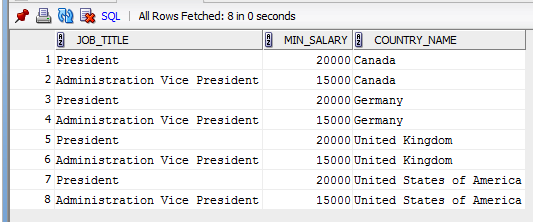 SQL | All Rows Fetched: 8 in 0 seconds
JOB_TITLE MIN_SALARY COUNTRY_NAME
1 President 20000 Canada
2 Administration Vice President 15000 Canada
3 President 20000 Germany
4 Administration Vice President 15000 Germany
5 President 20000 United Kingdom
6 Administration Vice President 15000 United Kingdom
7 President 20000 United States of America
8 Administration Vice President 15000 United States of America